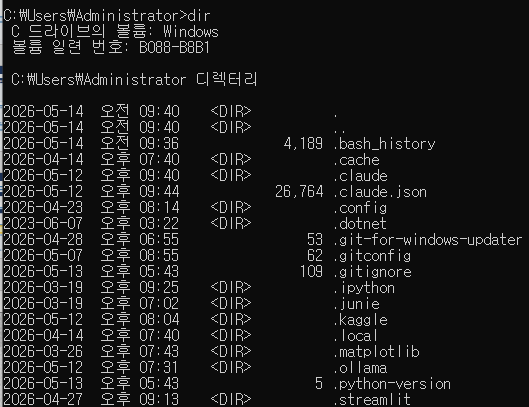 C:₩Users₩Administrator>dir
 C 드라이브의 볼륨: Windows
 볼륨 일련 번호: B088-B8B1

 C:₩Users₩Administrator 디렉터리

2026-05-14  오전 09:40    <DIR>          .
2026-05-14  오전 09:40    <DIR>          ..
2026-05-14  오전 09:36             4,189 .bash_history
2026-04-14  오후 07:40    <DIR>          .cache
2026-05-12  오후 09:40    <DIR>          .claude
2026-05-12  오후 09:44            26,764 .claude.json
2026-04-23  오후 08:14    <DIR>          .config
2023-06-07  오후 03:22    <DIR>          .dotnet
2026-04-28  오후 06:55                53 .git-for-windows-updater
2026-05-07  오후 08:55                62 .gitconfig
2026-05-13  오후 05:43               109 .gitignore
2026-03-19  오후 09:25    <DIR>          .ipython
2026-03-19  오후 07:02    <DIR>          .junie
2026-05-12  오후 08:04    <DIR>          .kaggle
2026-04-14  오후 07:40    <DIR>          .local
2026-03-26  오후 07:43    <DIR>          .matplotlib
2026-05-12  오후 07:31    <DIR>          .ollama
2026-05-13  오후 05:43                 5 .python-version
2026-04-27  오후 09:13    <DIR>          .streamlit